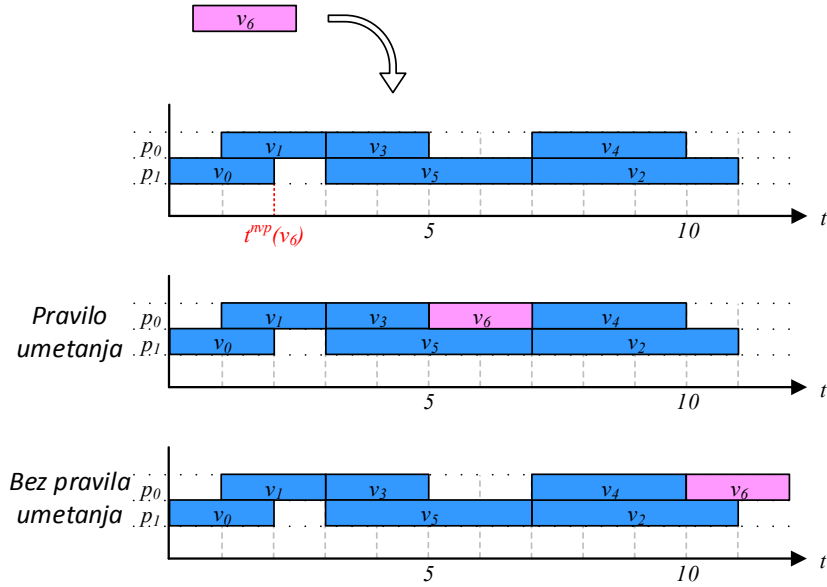 v6
p0 v1 v3 v4
p1 v0 v5 v2
t^nvp(v6) 5 10 t
Pravilo
umetanja
p0 v1 v3 v6 v4
p1 v0 v5 v2
5 10 t
Bez pravila
umetanja
p0 v1 v3 v4 v6
p1 v0 v5 v2
5 10 t